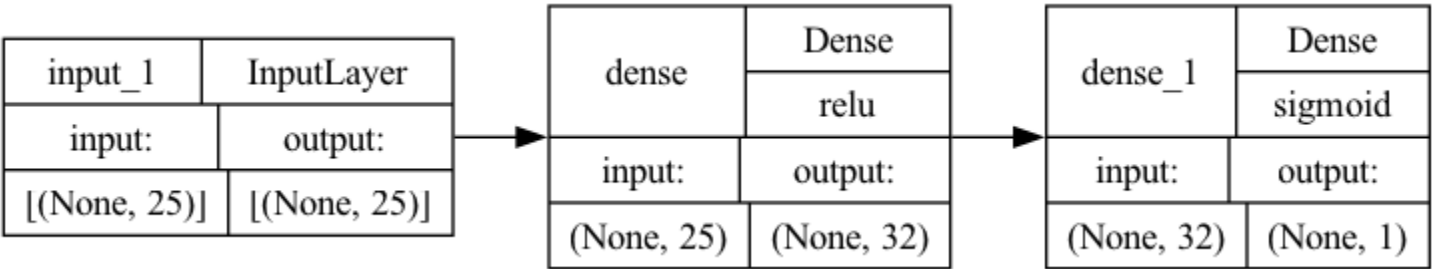 input_1 InputLayer
input: output:
[(None, 25)] [(None, 25)]
dense Dense
relu
input: output:
(None, 25) (None, 32)
dense_1 Dense
sigmoid
input: output:
(None, 32) (None, 1)